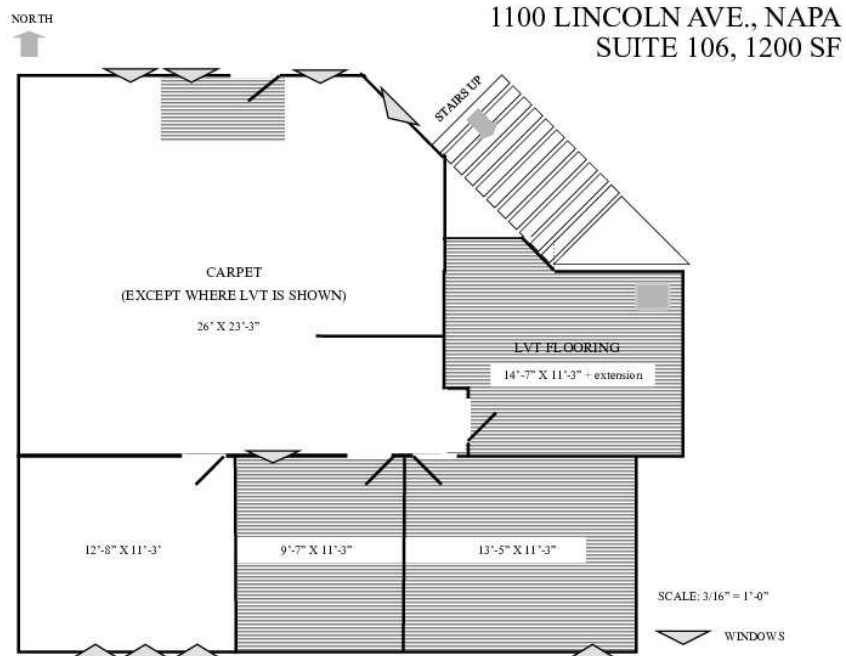 1100 LINCOLN AVE., NAPA
SUITE 106, 1200 SF
NORTH
STAIRS UP
CARPET
(EXCEPT WHERE LVT IS SHOWN)
26' X 23'-3"
LVT FLOORING
14'-7" X 11'-3" + extension
12'-8" X 11'-3'
9'-7" X 11'-3"
13'-5" X 11'-3"
SCALE: 3/16" = 1'-0"
WINDOWS